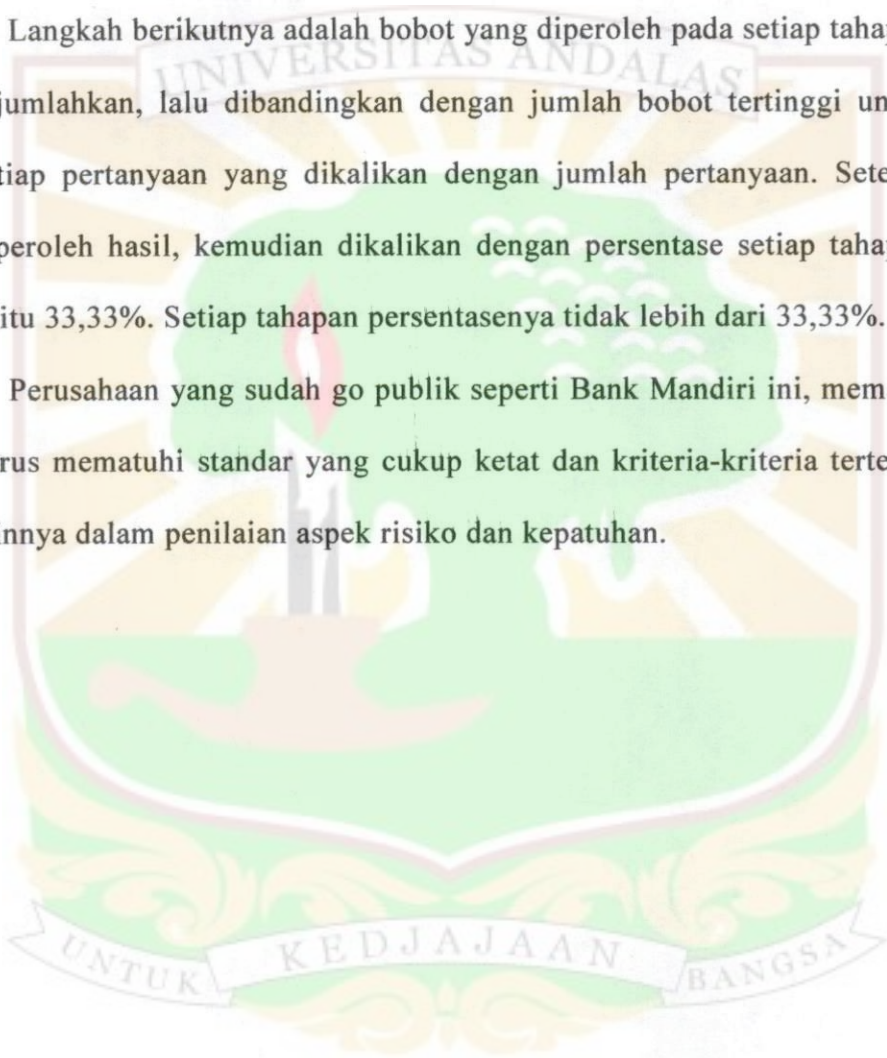 Langkah berikutnya adalah bobot yang diperoleh pada setiap tahap
jumlahkan, lalu dibandingkan dengan jumlah bobot tertinggi un
tiap pertanyaan yang dikalikan dengan jumlah pertanyaan. Sete
peroleh hasil, kemudian dikalikan dengan persentase setiap tahap
itu 33,33%. Setiap tahapan persentasenya tidak lebih dari 33,33%.
Perusahaan yang sudah go publik seperti Bank Mandiri ini, mem
rus mematuhi standar yang cukup ketat dan kriteria-kriteria terte
innya dalam penilaian aspek risiko dan kepatuhan.
UNIVERSITAS ANDALAS
UNTUK KEDJAJAAN BANGSA